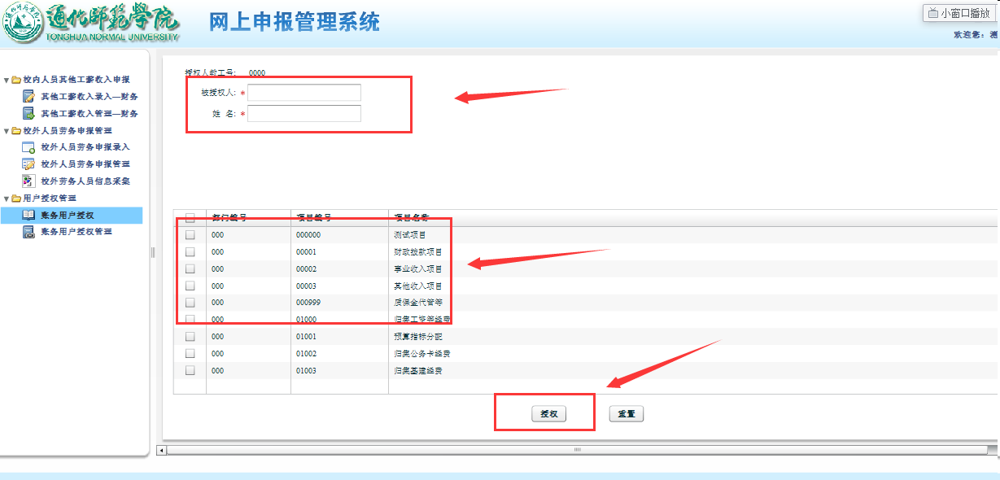 通化师范学院
TONGHUA NORMAL UNIVERSITY
网上申报管理系统
小窗口播放
欢迎您: 测
校内人员其他工薪收入申报
其他工薪收入录入—财务
其他工薪收入管理—财务
校外人员劳务申报管理
校外人员劳务申报录入
校外人员劳务申报管理
校外劳务人员信息采集
用户授权管理
账务用户授权
账务用户授权管理
授权人教工号: 0000
被授权人: *
姓 名: *
部门编号 项目编号 项目名称
000 000000 测试项目
000 00001 财政拨款项目
000 00002 事业收入项目
000 00003 其他收入项目
000 000999 质保金代管等
000 01000 归集工资等经费
000 01001 预算指标分配
000 01002 归集公务卡经费
000 01003 归集基建经费
授权 重置